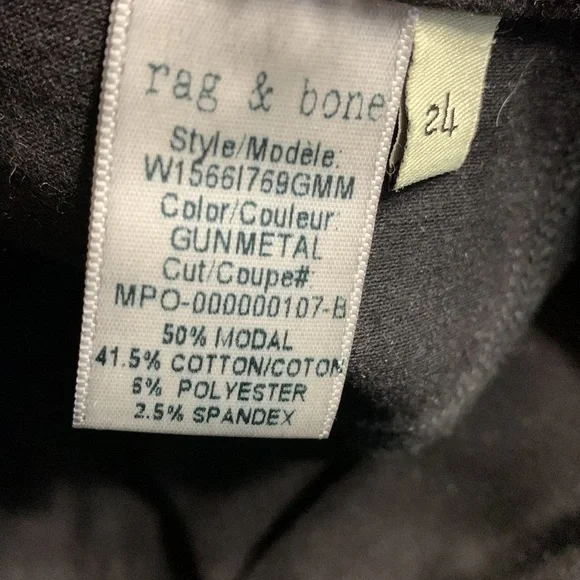 rag & bone
Style/Modèle:
W1566I769GMM
Color/Couleur:
GUNMETAL
Cut/Coupe#:
MPO-000000107-B
50% MODAL
41.5% COTTON/COTON
6% POLYESTER
2.5% SPANDEX
24